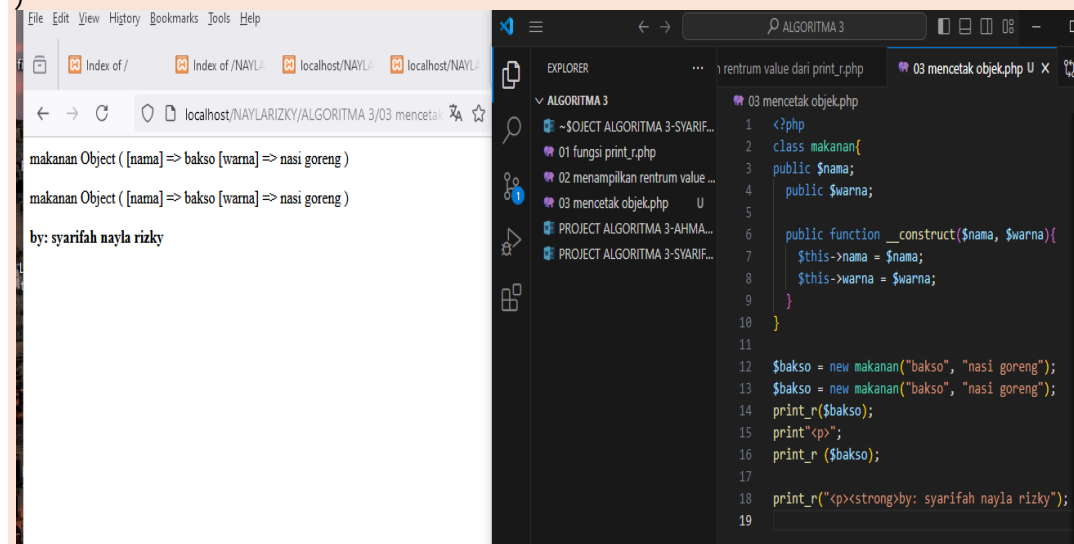 )
File Edit View History Bookmarks Tools Help
Index of /
Index of /NAYLA
localhost/NAYLA
localhost/NAYLA
localhost/NAYLARIZKY/ALGORITMA 3/03 mencetak
makanan Object ( [nama] => bakso [warna] => nasi goreng )
makanan Object ( [nama] => bakso [warna] => nasi goreng )
by: syarifah nayla rizky
ALGORITMA 3
EXPLORER
ALGORITMA 3
~$OJECT ALGORITMA 3-SYARIF...
01 fungsi print_r.php
02 menampilkan rentrum value ...
03 mencetak objek.php U
PROJECT ALGORITMA 3-AHMA...
PROJECT ALGORITMA 3-SYARIF...
1
rentrum value dari print_r.php
03 mencetak objek.php U
03 mencetak objek.php
1 <?php
2 class makanan{
3 public $nama;
4 public $warna;
5
6 public function __construct($nama, $warna){
7 $this->nama = $nama;
8 $this->warna = $warna;
9 }
10 }
11
12 $bakso = new makanan("bakso", "nasi goreng");
13 $bakso = new makanan("bakso", "nasi goreng");
14 print_r($bakso);
15 print"<p>";
16 print_r ($bakso);
17
18 print_r("<p><strong>by: syarifah nayla rizky");
19